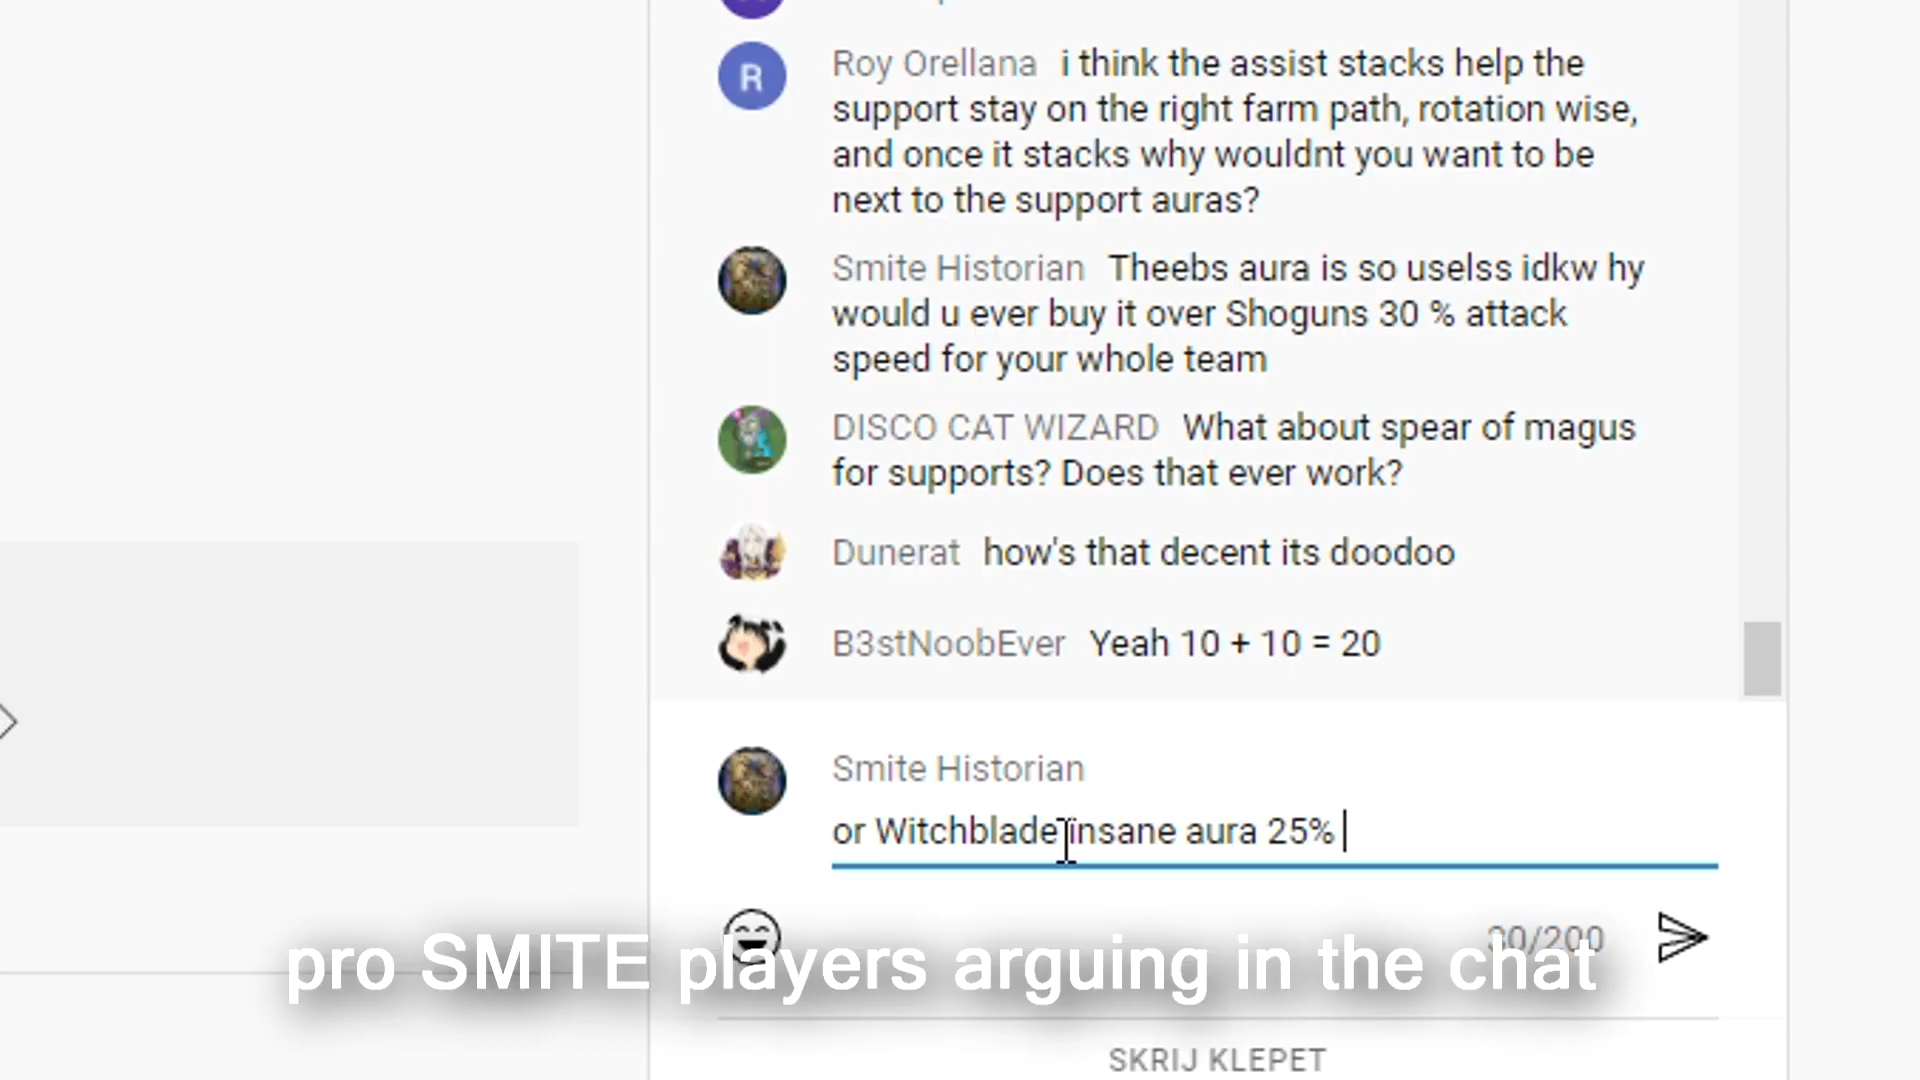 R
Roy Orellana i think the assist stacks help the
support stay on the right farm path, rotation wise,
and once it stacks why wouldnt you want to be
next to the support auras?
Smite Historian Theebs aura is so uselss idkw hy
would u ever buy it over Shoguns 30 % attack
speed for your whole team
DISCO CAT WIZARD What about spear of magus
for supports? Does that ever work?
Dunerat how's that decent its doodoo
B3stNoobEver Yeah 10 + 10 = 20
Smite Historian
or Witchblade insane aura 25%
30/200
pro SMITE players arguing in the chat
SKRIJ KLEPET